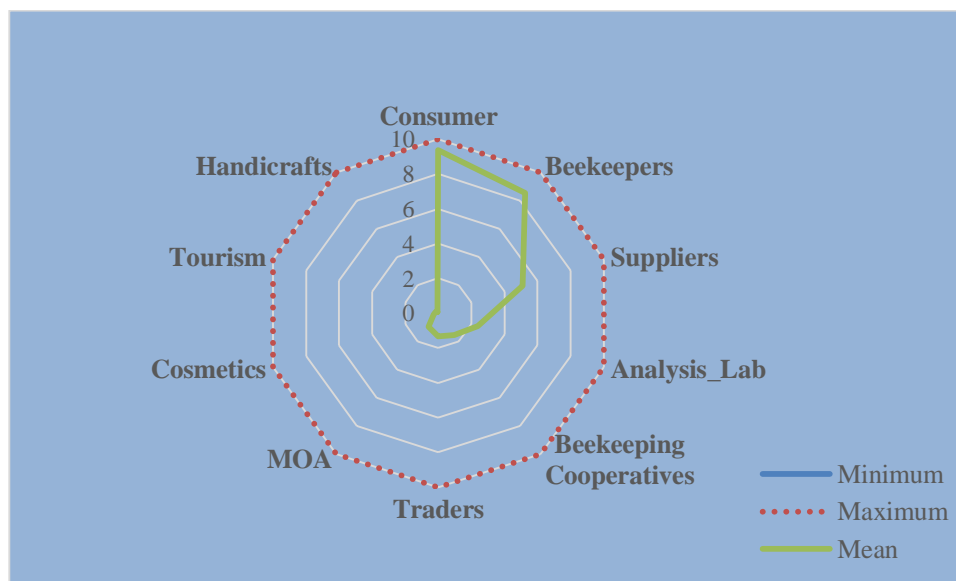 Consumer
10
Handicrafts
Beekeepers
8
6
Tourism
Suppliers
4
2
0
Cosmetics
Analysis_Lab
MOA
Beekeeping
Cooperatives
Traders
Minimum
Maximum
Mean